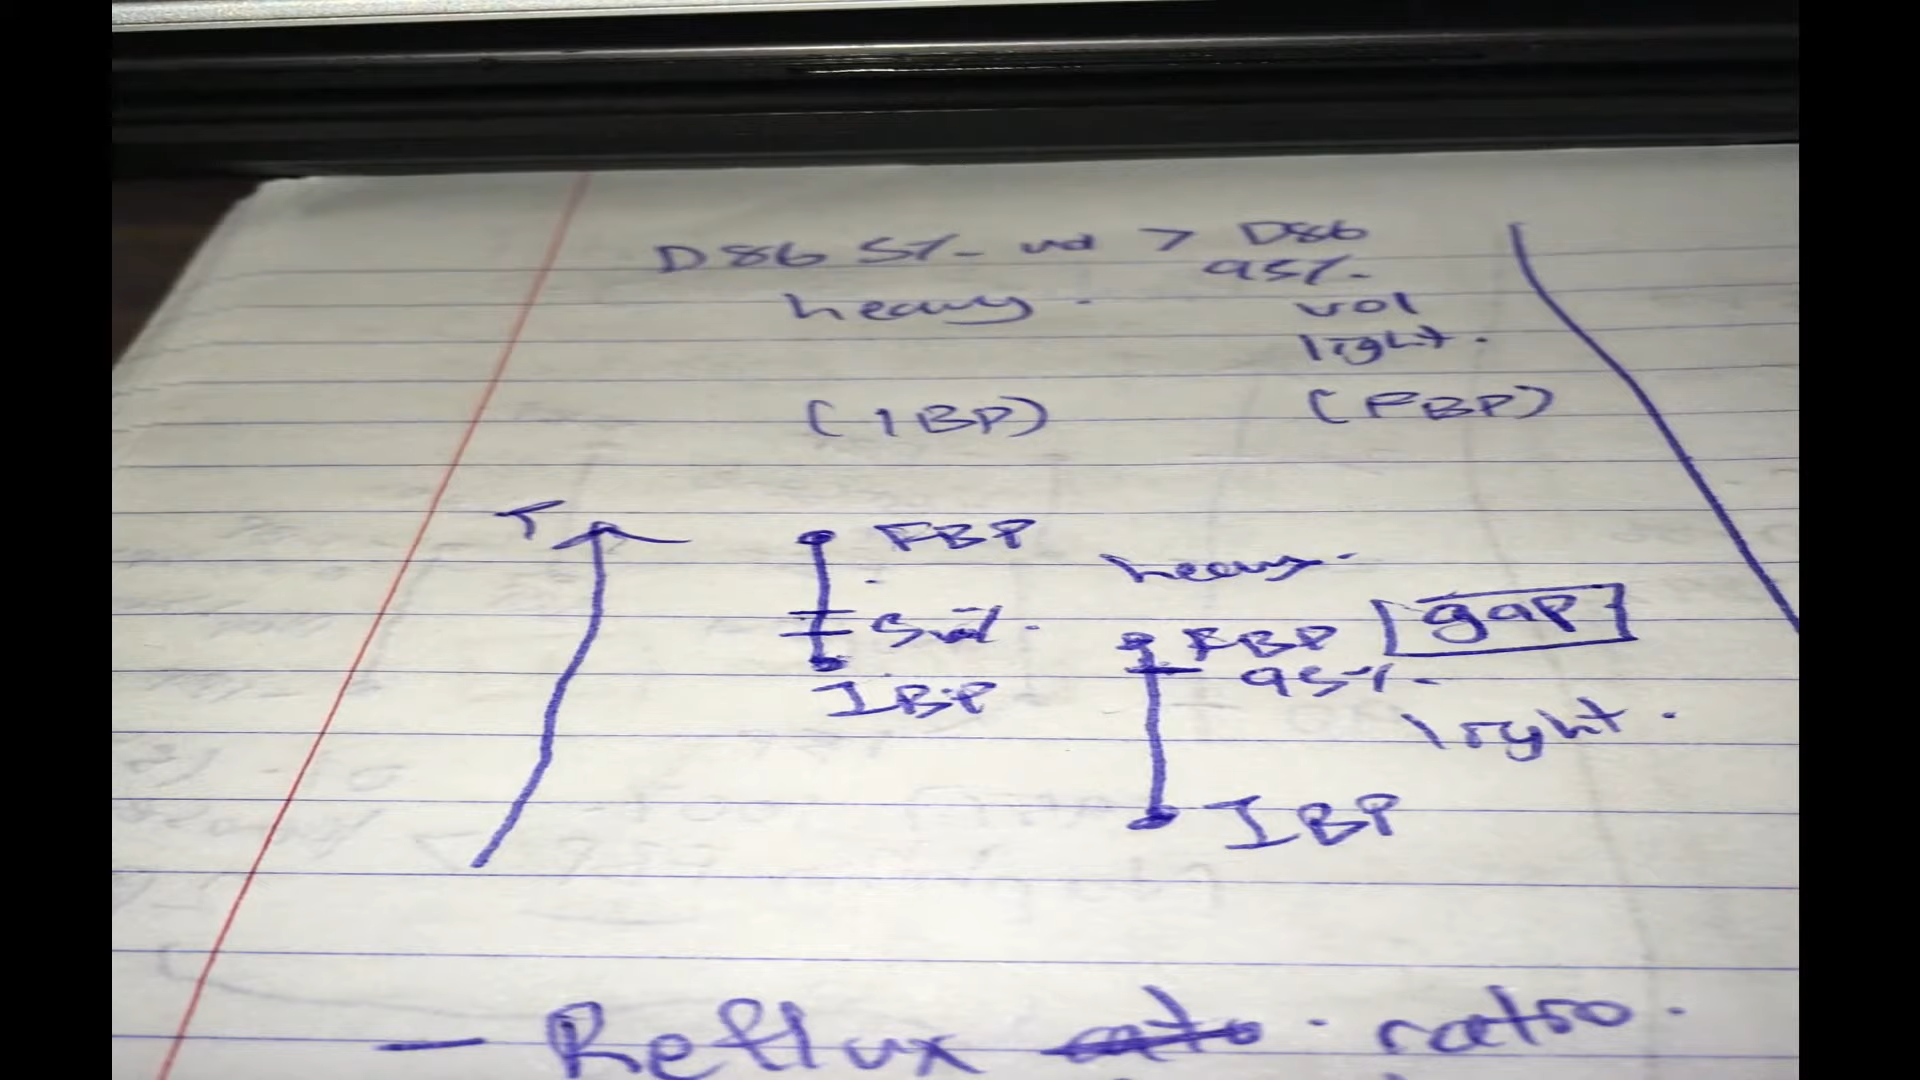 D86 5% vol > D86
95%
heavy. vol
light.
(IBP) (FBP)
T FBP
heavy.
5%.
FBP [gap]
IBP 95%.
light.
IBP
- Reflux ratio.